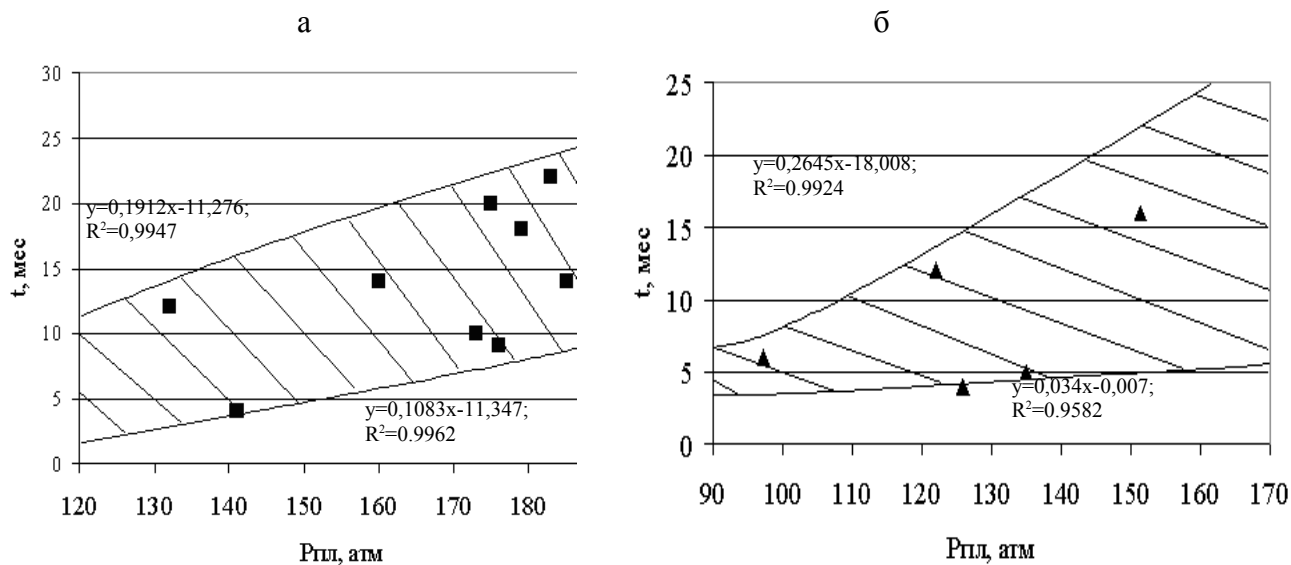 а
30
25
20
15
10
5
0
t, мес
y=0,1912x-11,276;
R²=0,9947
y=0,1083x-11,347;
R²=0.9962
120 130 140 150 160 170 180
Рпл, атм
б
25
20
15
10
5
0
t, мес
y=0,2645x-18,008;
R²=0.9924
y=0,034x-0,007;
R²=0.9582
90 100 110 120 130 140 150 160 170
Рпл, атм